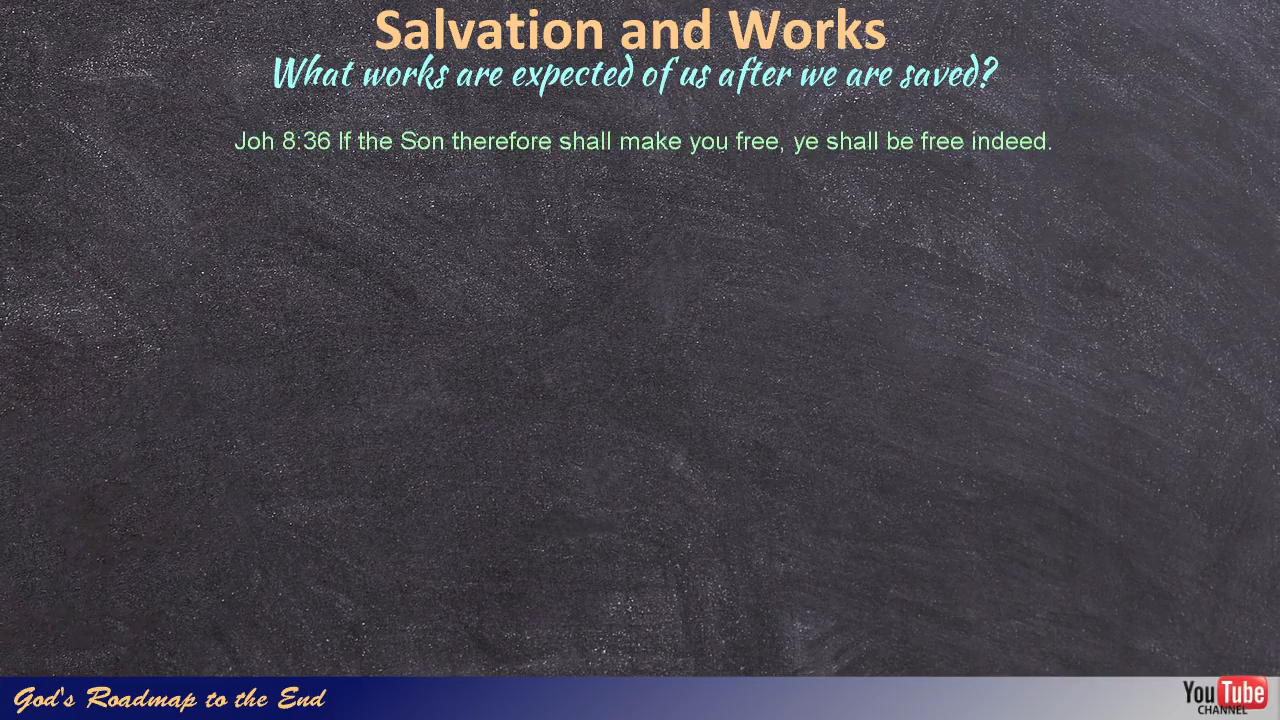 Salvation and Works
What works are expected of us after we are saved?
Joh 8:36 If the Son therefore shall make you free, ye shall be free indeed.
God's Roadmap to the End
YouTube
CHANNEL